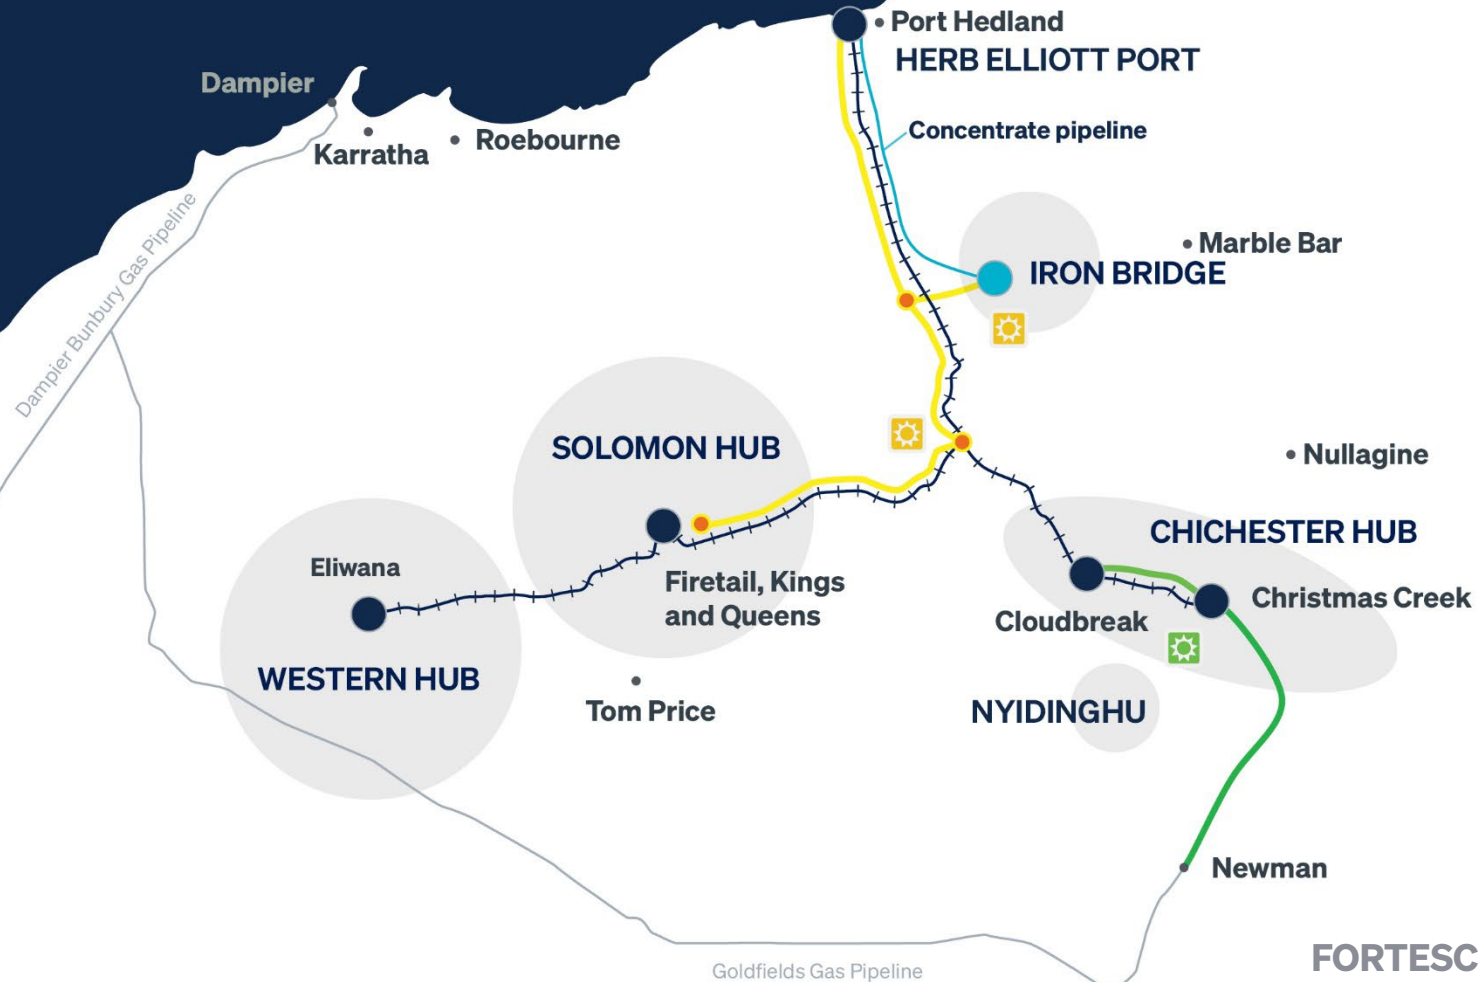 Port Hedland
HERB ELLIOTT PORT
Dampier
Concentrate pipeline
Roebourne
Karratha
Marble Bar
IRON BRIDGE
Dampier Bunbury Gas Pipeline
SOLOMON HUB
Nullagine
CHICHESTER HUB
Eliwana
Firetail, Kings
and Queens
Christmas Creek
Cloudbreak
WESTERN HUB
Tom Price
NYIDINGHU
Newman
FORTESC
Goldfields Gas Pipeline